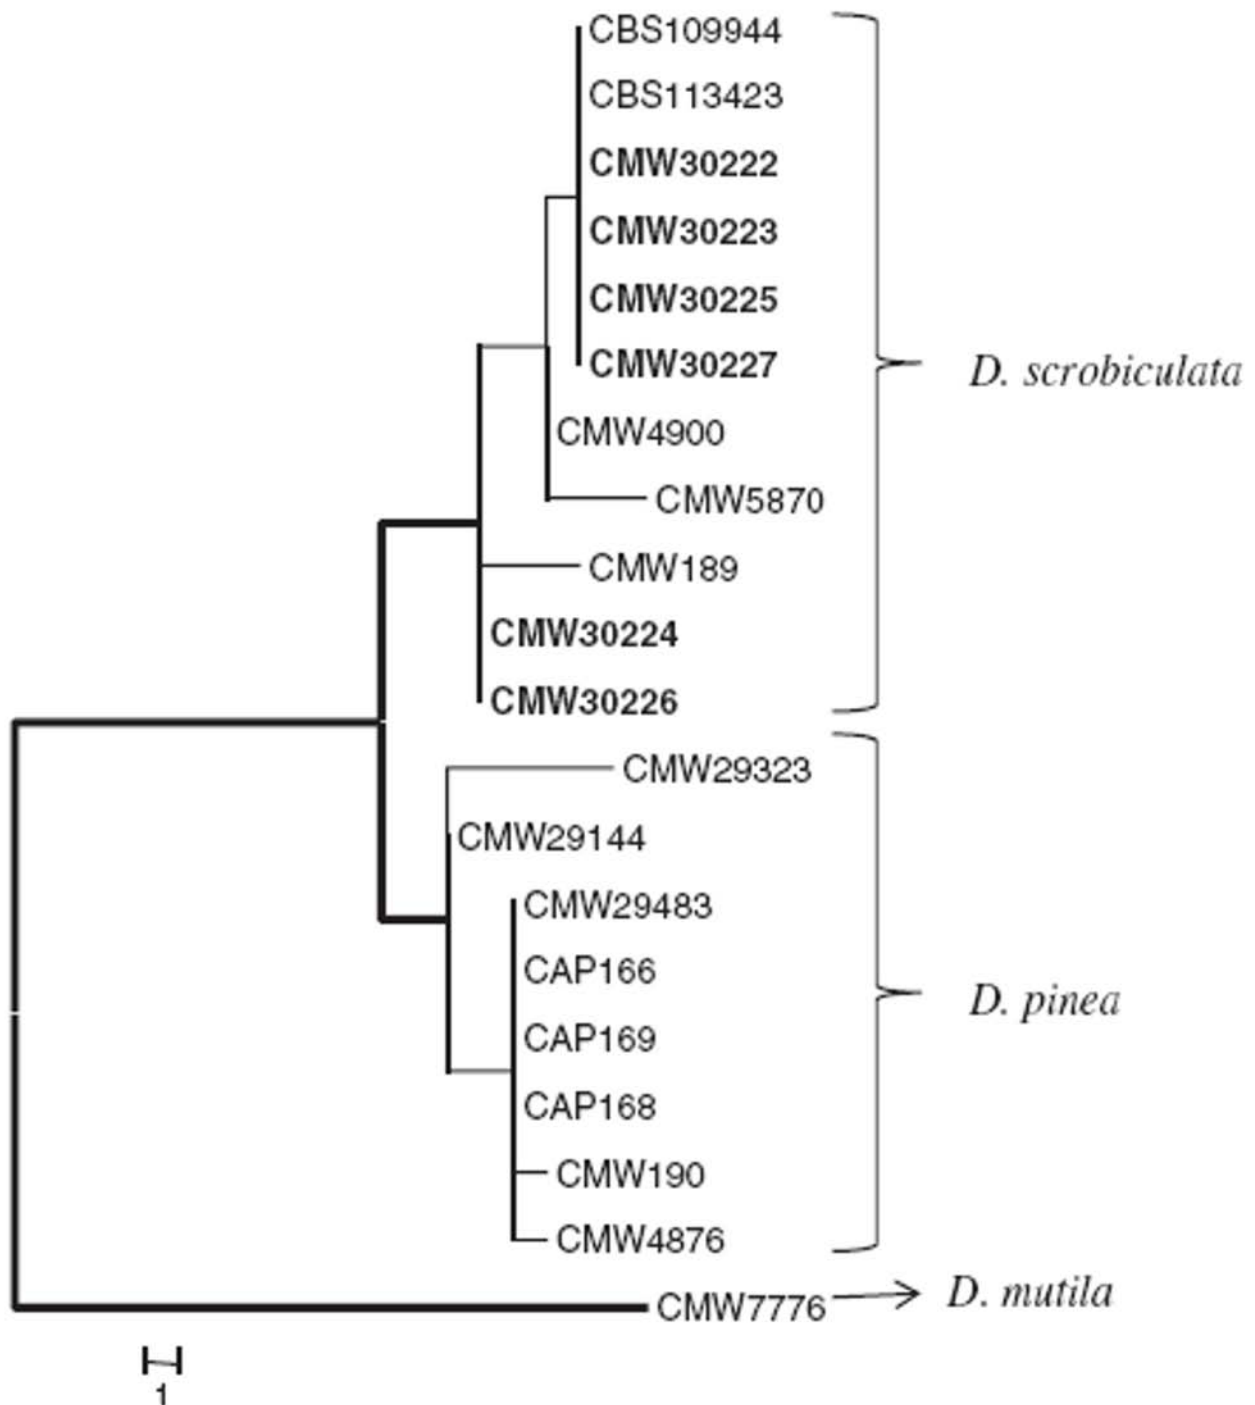 CBS109944
CBS113423
CMW30222
CMW30223
CMW30225
CMW30227
D. scrobiculata
CMW4900
CMW5870
CMW189
CMW30224
CMW30226
CMW29323
CMW29144
CMW29483
CAP166
D. pinea
CAP169
CAP168
CMW190
CMW4876
D. mutila
CMW7776
1